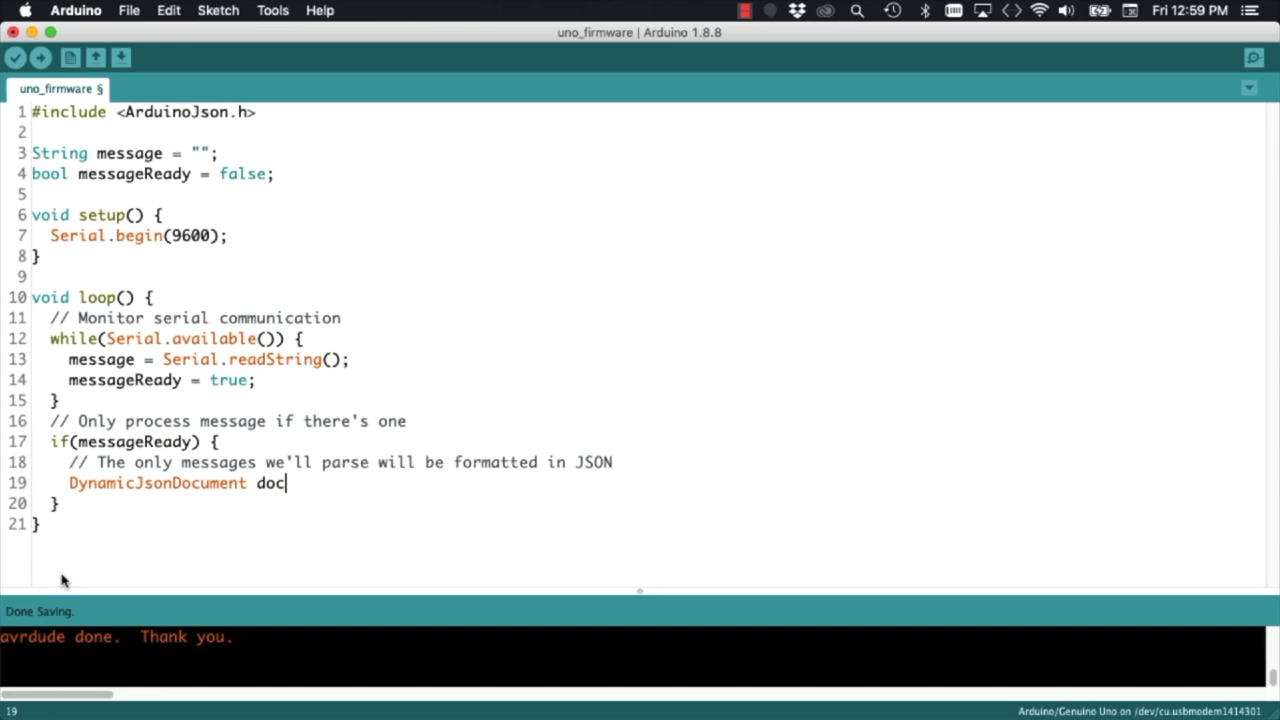 Arduino File Edit Sketch Tools Help Fri 12:59 PM
uno_firmware | Arduino 1.8.8
uno_firmware §
1 #include <ArduinoJson.h>
2
3 String message = "";
4 bool messageReady = false;
5
6 void setup() {
7 Serial.begin(9600);
8 }
9
10 void loop() {
11 // Monitor serial communication
12 while(Serial.available()) {
13 message = Serial.readString();
14 messageReady = true;
15 }
16 // Only process message if there's one
17 if(messageReady) {
18 // The only messages we'll parse will be formatted in JSON
19 DynamicJsonDocument doc
20 }
21 }
Done Saving.
avrdude done. Thank you.
19 Arduino/Genuino Uno on /dev/cu.usbmodem1414301